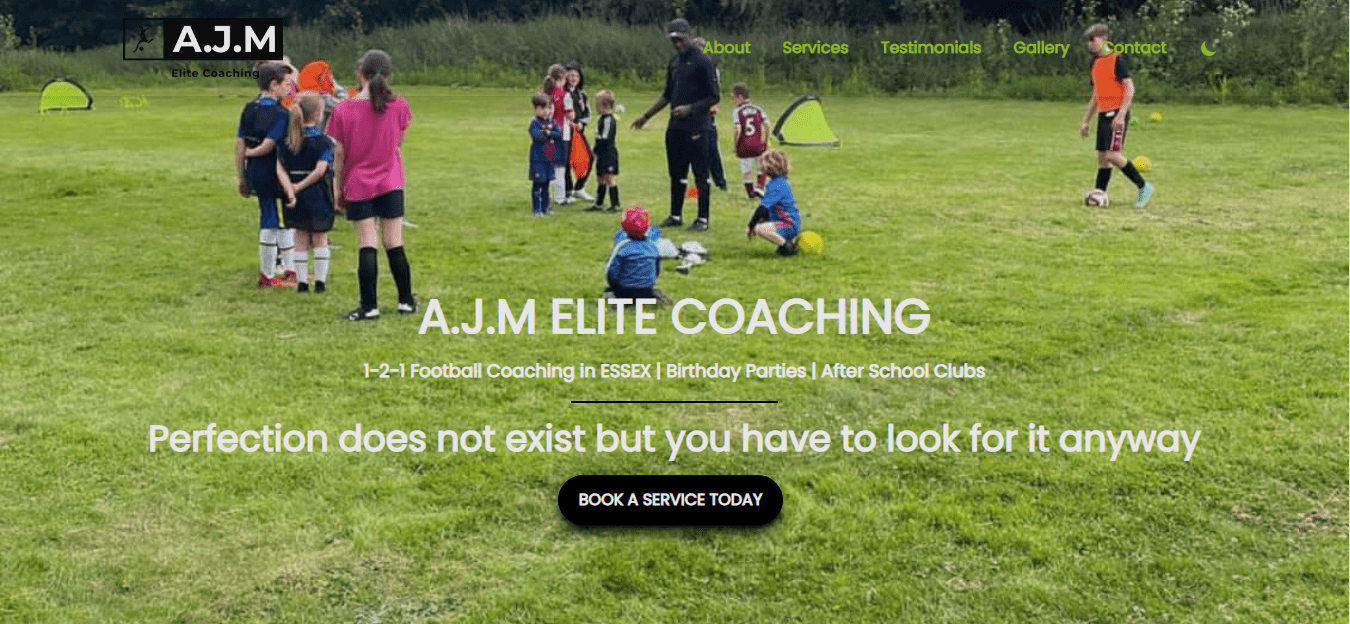 A.J.M
Elite Coaching
About Services Testimonials Gallery Contact
5
A.J.M ELITE COACHING
1-2-1 Football Coaching in ESSEX | Birthday Parties | After School Clubs
Perfection does not exist but you have to look for it anyway
BOOK A SERVICE TODAY